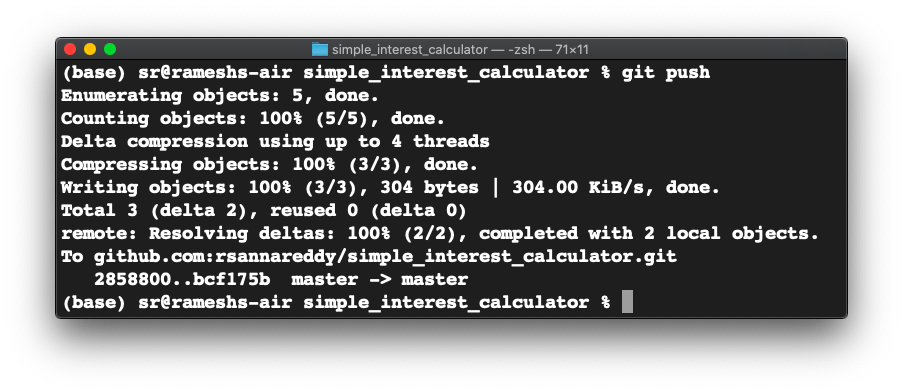 simple_interest_calculator — -zsh — 71×11
(base) sr@rameshs-air simple_interest_calculator % git push
Enumerating objects: 5, done.
Counting objects: 100% (5/5), done.
Delta compression using up to 4 threads
Compressing objects: 100% (3/3), done.
Writing objects: 100% (3/3), 304 bytes | 304.00 KiB/s, done.
Total 3 (delta 2), reused 0 (delta 0)
remote: Resolving deltas: 100% (2/2), completed with 2 local objects.
To github.com:rsannareddy/simple_interest_calculator.git
   2858800..bcf175b  master -> master
(base) sr@rameshs-air simple_interest_calculator %